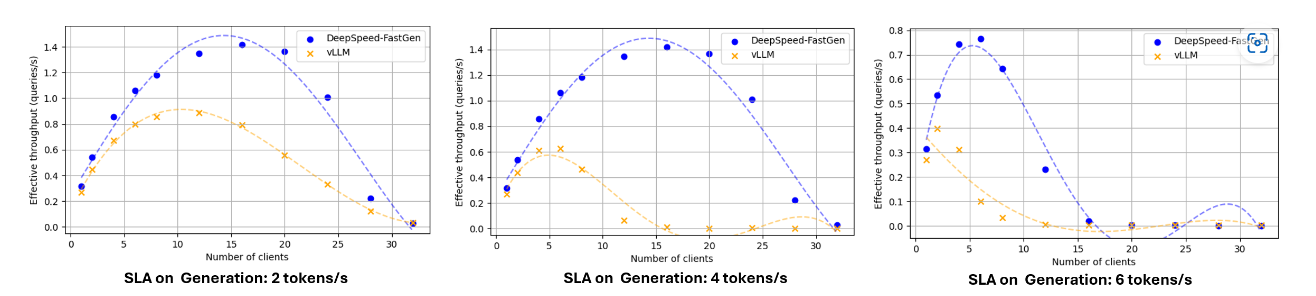 Effective throughput (queries/s)
1.4
1.2
1.0
0.8
0.6
0.4
0.2
0.0
DeepSpeed-FastGen
vLLM
0 5 10 15 20 25 30
Number of clients
SLA on Generation: 2 tokens/s
Effective throughput (queries/s)
1.4
1.2
1.0
0.8
0.6
0.4
0.2
0.0
DeepSpeed-FastGen
vLLM
0 5 10 15 20 25 30
Number of clients
SLA on Generation: 4 tokens/s
Effective throughput (queries/s)
0.8
0.7
0.6
0.5
0.4
0.3
0.2
0.1
0.0
DeepSpeed-FastGen
vLLM
0 5 10 15 20 25 30
Number of clients
SLA on Generation: 6 tokens/s